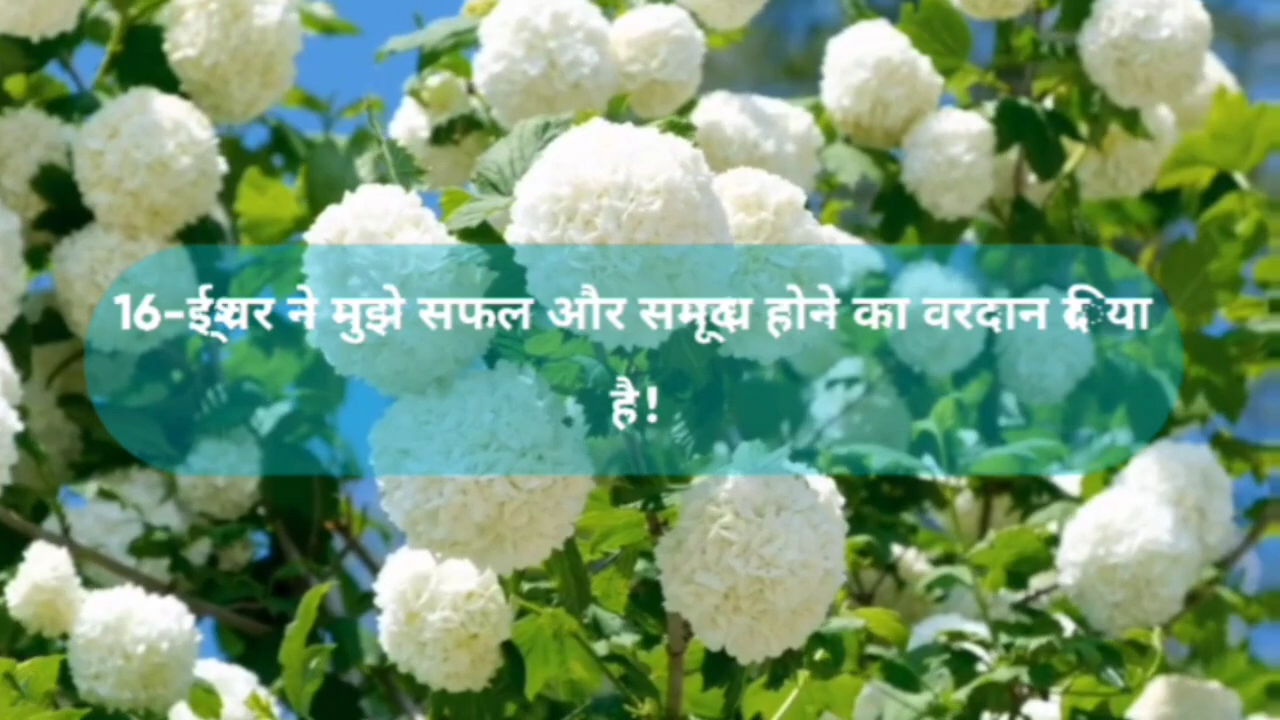 16-ईश्वर ने मुझे सफल और समृद्ध होने का वरदान दिया
है!